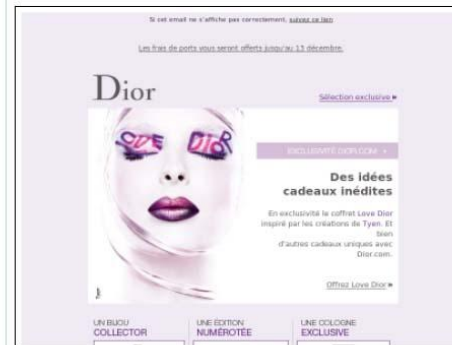 Si cet email ne s'affiche pas correctement, suivez ce lien
Les frais de ports vous seront offerts jusqu'au 13 décembre.
Dior
Sélection exclusive »
LOVE DIOR
EXCLUSIVITÉ DIOR.COM
Des idées
cadeaux inédites
En exclusivité le coffret Love Dior
inspiré par les créations de Tyen. Et
bien
d'autres cadeaux uniques avec
Dior.com.
Offrez Love Dior »
UN BIJOU
COLLECTOR
UNE ÉDITION
NUMÉROTÉE
UNE COLOGNE
EXCLUSIVE